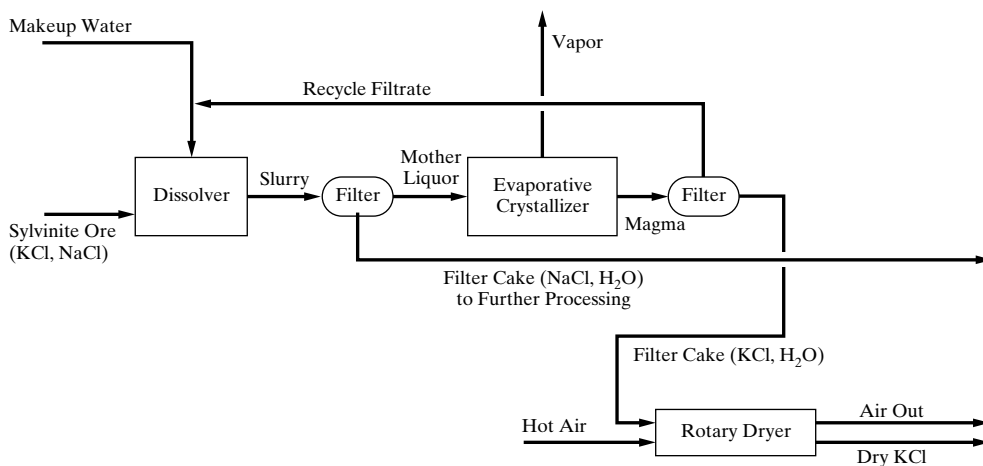 Makeup Water
Vapor
Recycle Filtrate
Dissolver
Slurry
Filter
Mother
Liquor
Evaporative
Crystallizer
Magma
Filter
Sylvinite Ore
(KCl, NaCl)
Filter Cake (NaCl, H₂O)
to Further Processing
Filter Cake (KCl, H₂O)
Hot Air
Rotary Dryer
Air Out
Dry KCl